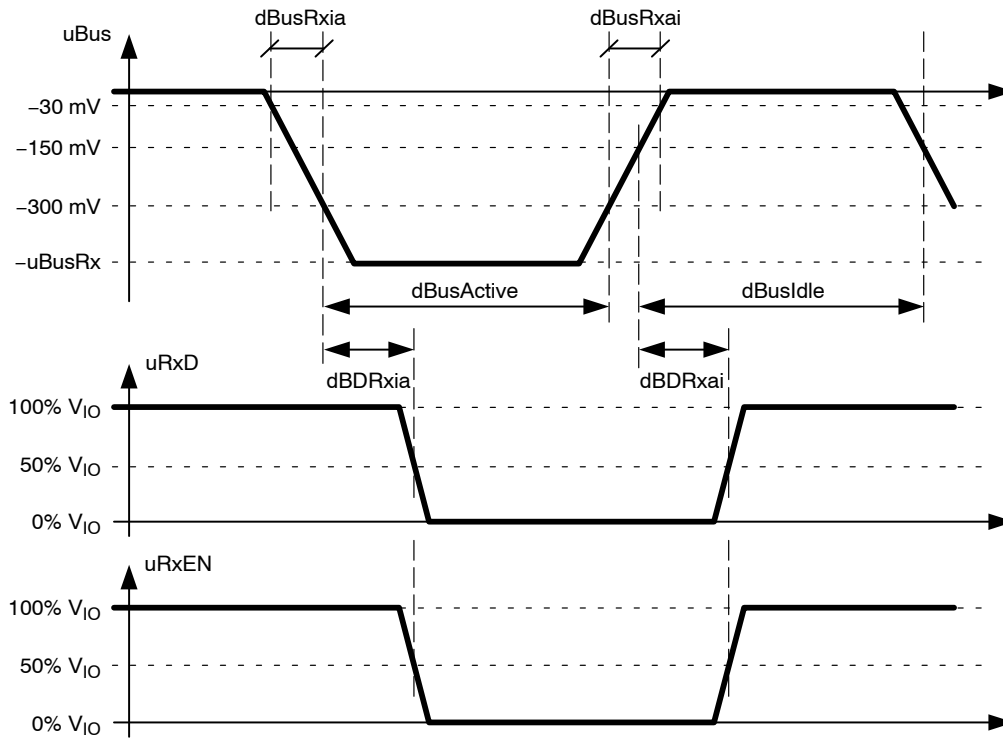 dBusRxia
dBusRxai
uBus
–30 mV
–150 mV
–300 mV
–uBusRx
dBusActive
dBusIdle
uRxD
dBDRxia
dBDRxai
100% VIO
50% VIO
0% VIO
uRxEN
100% VIO
50% VIO
0% VIO